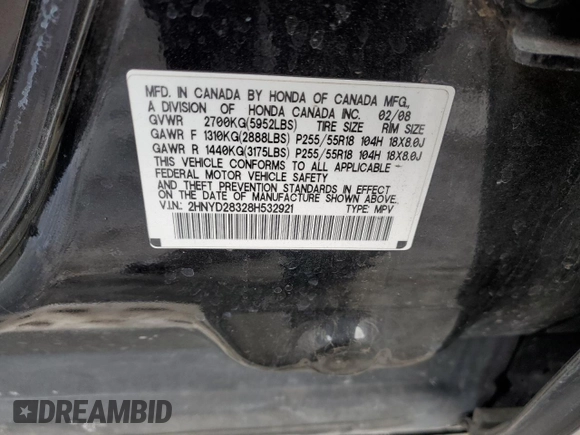 MFD. IN CANADA BY HONDA OF CANADA MFG.,
A DIVISION OF HONDA CANADA INC. 02/08
GVWR 2700KG(5952LBS) TIRE SIZE RIM SIZE
GAWR F 1310KG(2888LBS) P255/55R18 104H 18X8.0J
GAWR R 1440KG(3175LBS) P255/55R18 104H 18X8.0J
THIS VEHICLE CONFORMS TO ALL APPLICABLE
FEDERAL MOTOR VEHICLE SAFETY
AND THEFT PREVENTION STANDARDS IN EFFECT
ON THE DATE OF MANUFACTURE SHOWN ABOVE.
V.I.N.: 2HNYD28328H532921 TYPE: MPV
DREAMBID